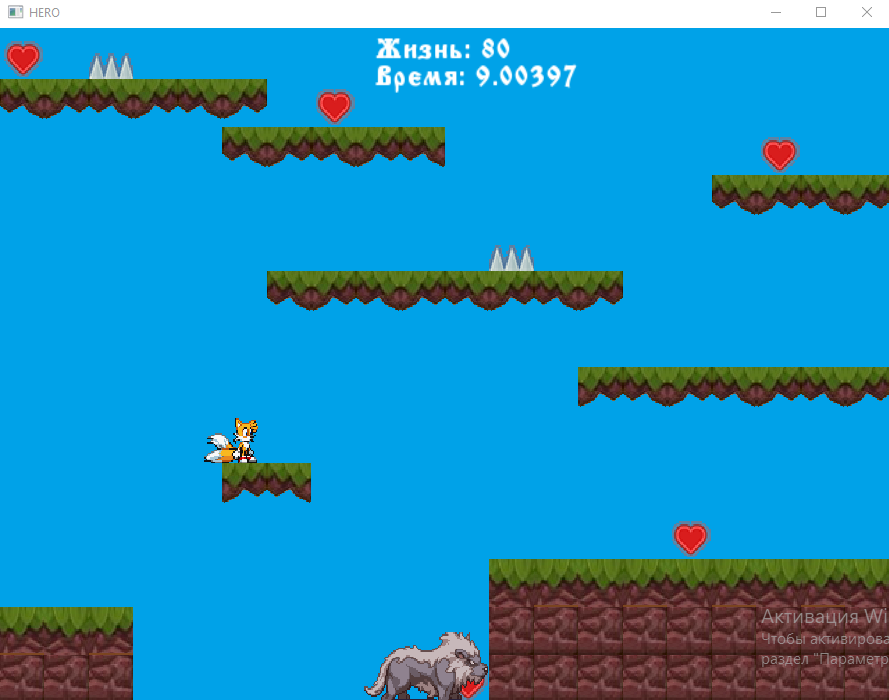 HERO
Жизнь: 80
Время: 9.00397
Активация Wi
Чтобы активирова
раздел "Параметр